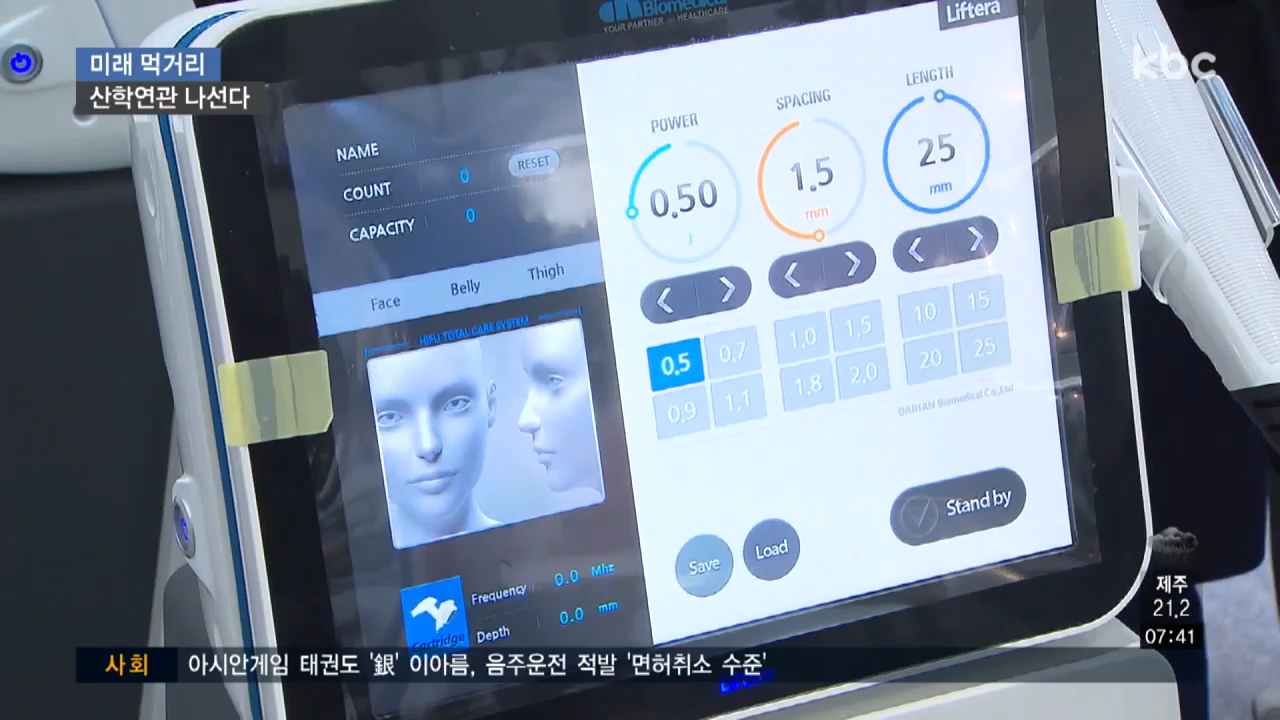 Biomedical
YOUR PARTNER in HEALTHCARE
Liftera
kbc
미래 먹거리
산학연관 나선다
NAME
COUNT 0 RESET
CAPACITY 0
Face Belly Thigh
HIFU TOTAL CARE SYSTEM
Cartridge
Frequency 0.0 Mhz
Depth 0.0 mm
POWER SPACING LENGTH
0.50 1.5 25
J mm mm
0.5 0.7 1.0 1.5 10 15
0.9 1.1 1.8 2.0 20 25
DAIHAN Biomedical Co.,Ltd
Save Load Stand by
제주
21.2
07:41
사회 아시안게임 태권도 '銀' 이아름, 음주운전 적발 '면허취소 수준'